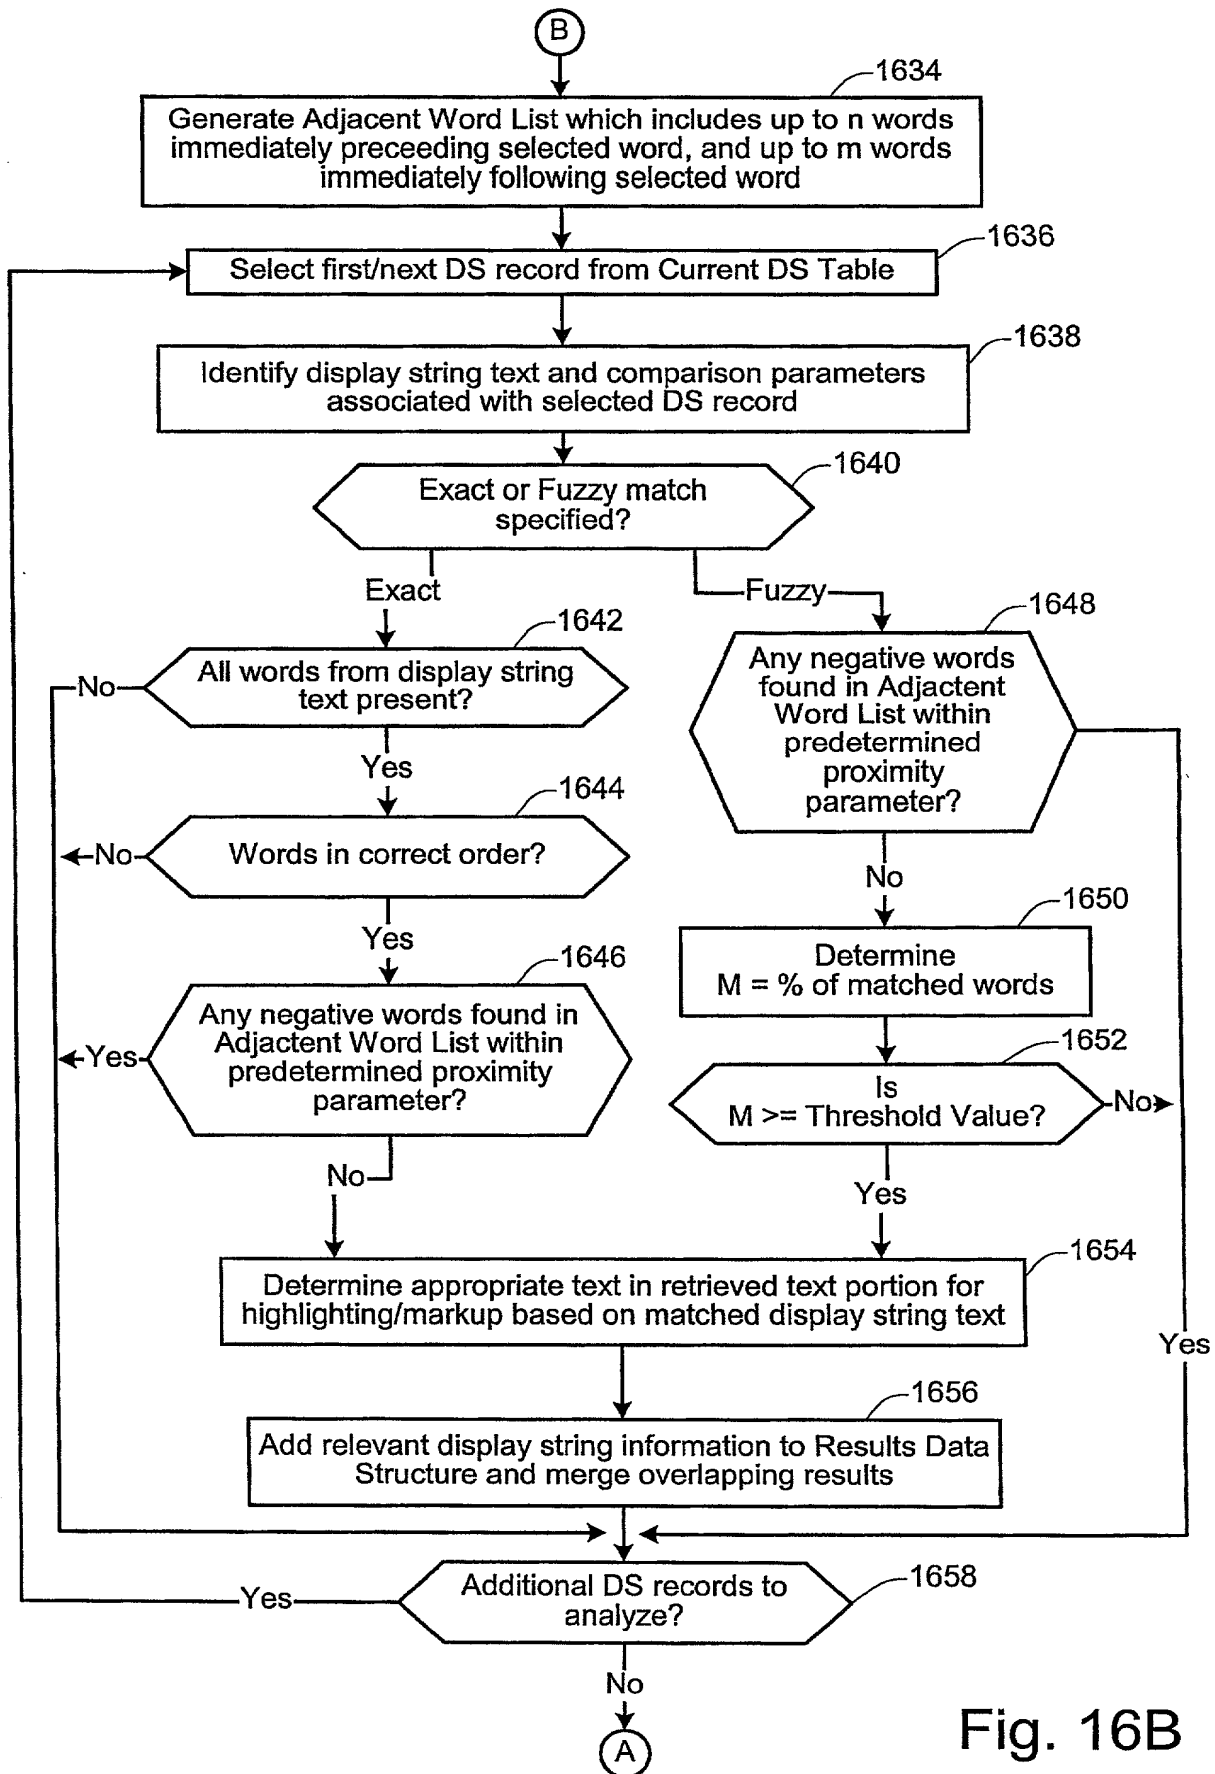 B
1634
Generate Adjacent Word List which includes up to n words
immediately preceeding selected word, and up to m words
immediately following selected word
1636
Select first/next DS record from Current DS Table
1638
Identify display string text and comparison parameters
associated with selected DS record
1640
Exact or Fuzzy match
specified?
Exact
Fuzzy
1642
All words from display string
text present?
No
Yes
1648
Any negative words
found in Adjactent
Word List within
predetermined
proximity
parameter?
1644
Words in correct order?
No
Yes
No
1650
Determine
M = % of matched words
1646
Any negative words found in
Adjactent Word List within
predetermined proximity
parameter?
Yes
No
1652
Is
M >= Threshold Value?
No
Yes
1654
Determine appropriate text in retrieved text portion for
highlighting/markup based on matched display string text
Yes
1656
Add relevant display string information to Results Data
Structure and merge overlapping results
1658
Additional DS records to
analyze?
Yes
No
A
Fig. 16B